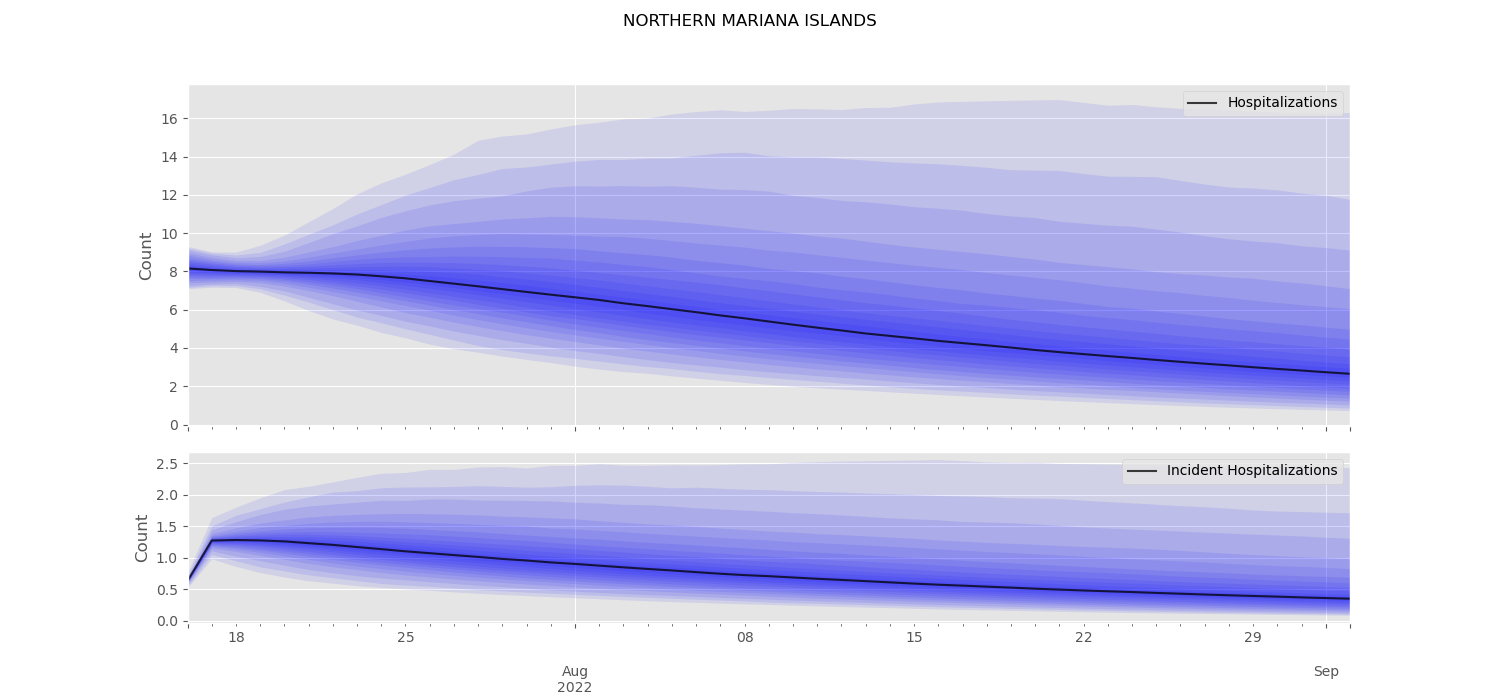 NORTHERN MARIANA ISLANDS
Hospitalizations
Count
16
14
12
10
8
6
4
2
0
Incident Hospitalizations
Count
2.5
2.0
1.5
1.0
0.5
0.0
18 25 08 15 22 29
Aug Sep
2022